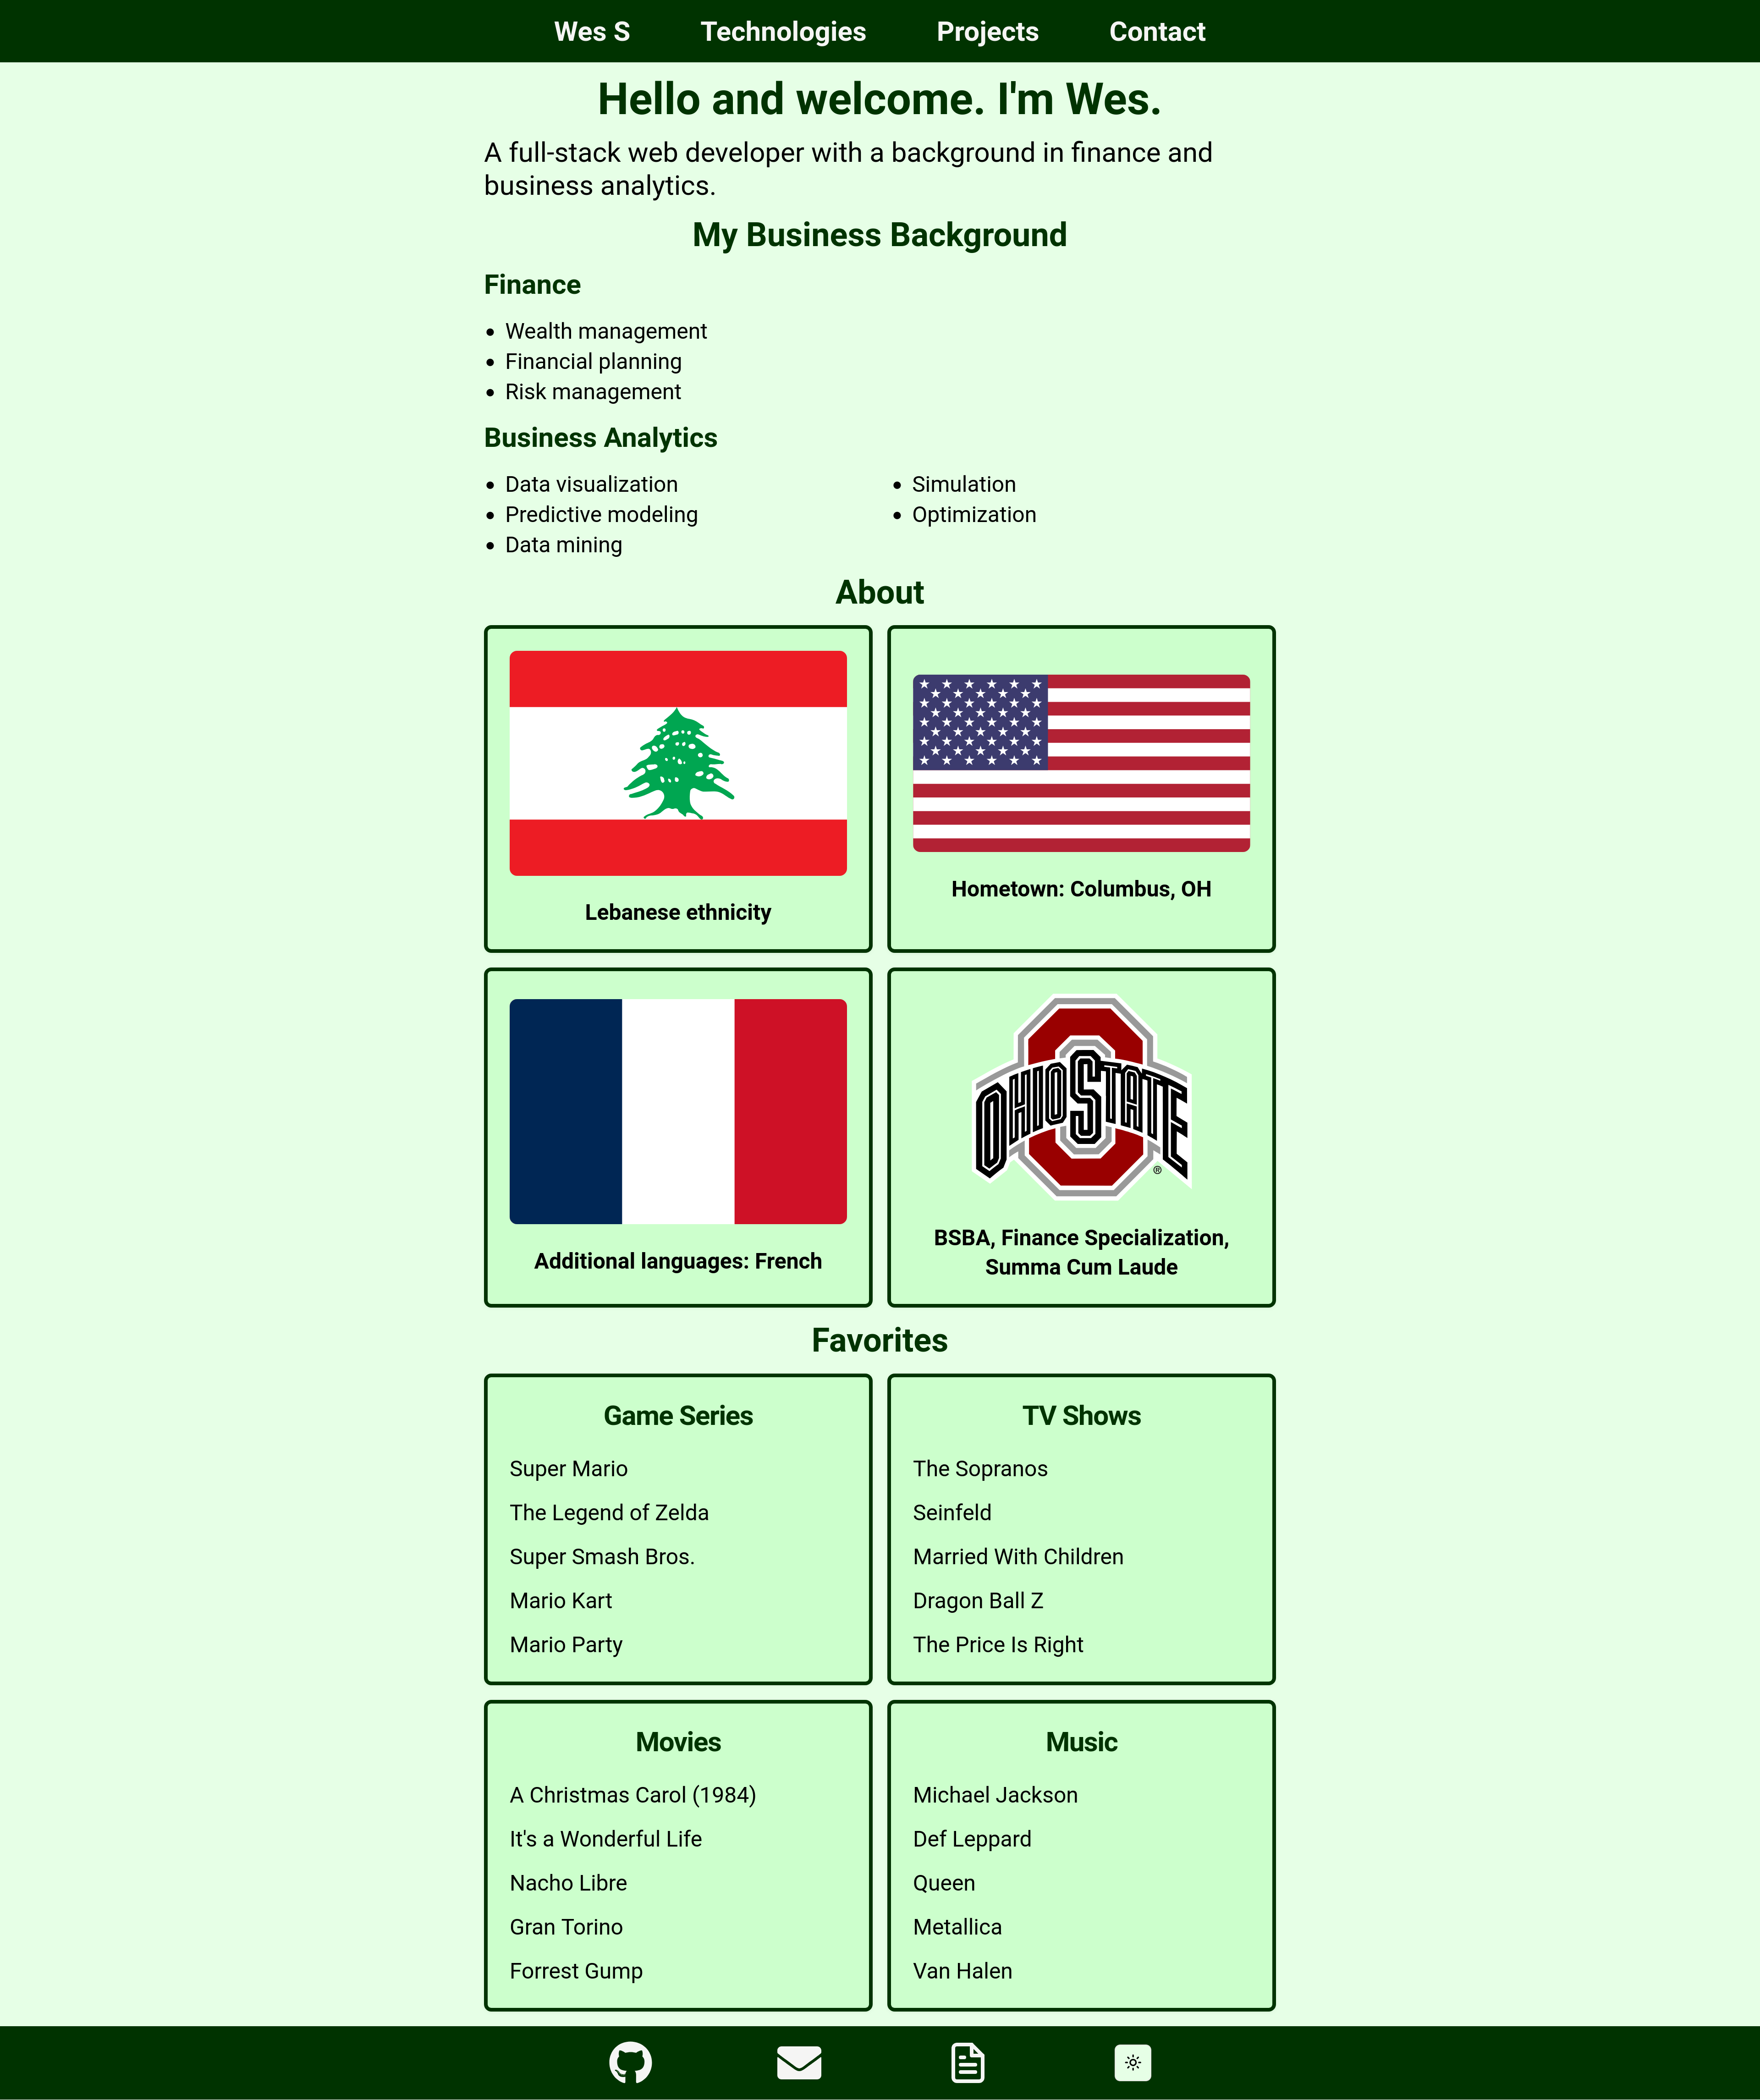 Wes S Technologies Projects Contact
Hello and welcome. I'm Wes.
A full-stack web developer with a background in finance and
business analytics.
My Business Background
Finance
• Wealth management
• Financial planning
• Risk management
Business Analytics
• Data visualization
• Predictive modeling
• Data mining
• Simulation
• Optimization
About
Lebanese ethnicity
Hometown: Columbus, OH
Additional languages: French
OHIO STATE
®
BSBA, Finance Specialization,
Summa Cum Laude
Favorites
Game Series
Super Mario
The Legend of Zelda
Super Smash Bros.
Mario Kart
Mario Party
TV Shows
The Sopranos
Seinfeld
Married With Children
Dragon Ball Z
The Price Is Right
Movies
A Christmas Carol (1984)
It's a Wonderful Life
Nacho Libre
Gran Torino
Forrest Gump
Music
Michael Jackson
Def Leppard
Queen
Metallica
Van Halen